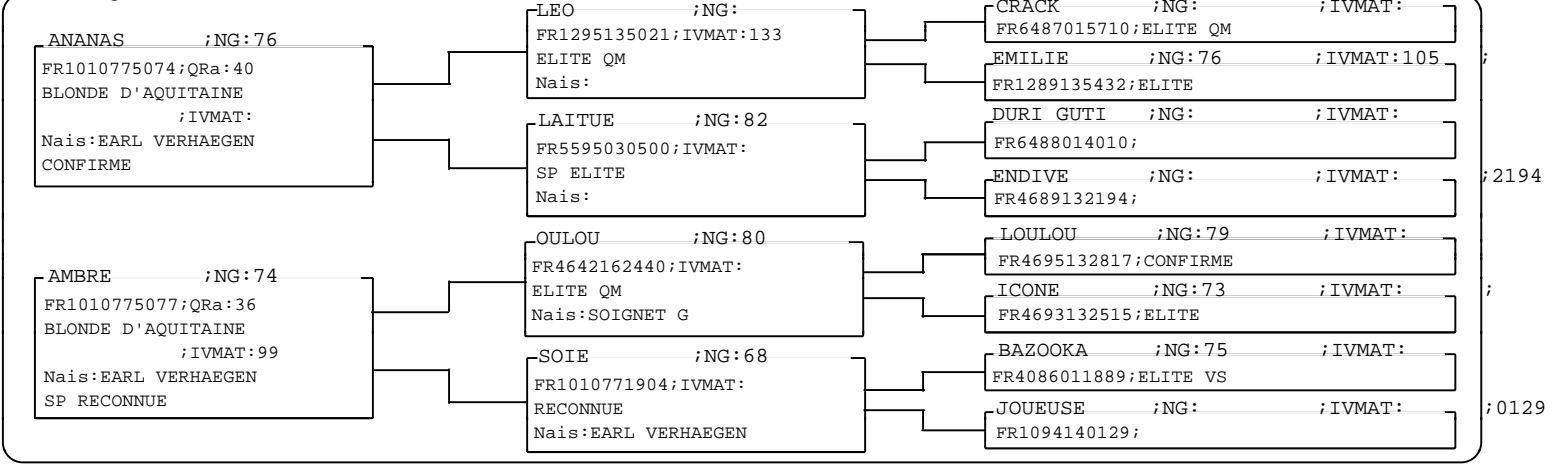 ANANAS ;NG:76
FR1010775074;QRa:40
BLONDE D'AQUITAINE
;IVMAT:
Nais:EARL VERHAEGEN
CONFIRME
AMBRE ;NG:74
FR1010775077;QRa:36
BLONDE D'AQUITAINE
;IVMAT:99
Nais:EARL VERHAEGEN
SP RECONNUE
LEO ;NG:
FR1295135021;IVMAT:133
ELITE QM
Nais:
LAITUE ;NG:82
FR5595030500;IVMAT:
SP ELITE
Nais:
OULOU ;NG:80
FR4642162440;IVMAT:
ELITE QM
Nais:SOIGNET G
SOIE ;NG:68
FR1010771904;IVMAT:
RECONNUE
Nais:EARL VERHAEGEN
CRACK ;NG: ;IVMAT:
FR6487015710;ELITE QM
EMILIE ;NG:76 ;IVMAT:105 ;
FR1289135432;ELITE
DURI GUTI ;NG: ;IVMAT:
FR6488014010;
ENDIVE ;NG: ;IVMAT: ;2194
FR4689132194;
LOULOU ;NG:79 ;IVMAT:
FR4695132817;CONFIRME
ICONE ;NG:73 ;IVMAT: ;
FR4693132515;ELITE
BAZOOKA ;NG:75 ;IVMAT:
FR4086011889;ELITE VS
JOUEUSE ;NG: ;IVMAT: ;0129
FR1094140129;